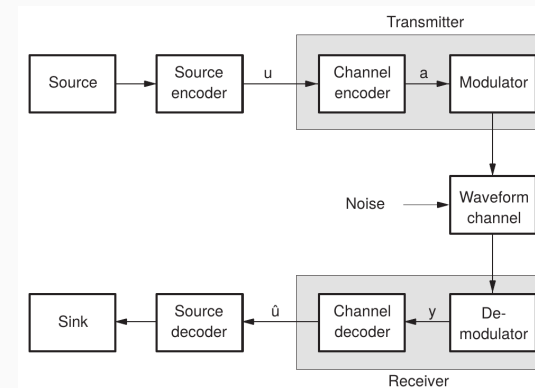 Transmitter
Source
Source
encoder
u
Channel
encoder
a
Modulator
Noise
Waveform
channel
Sink
Source
decoder
û
Channel
decoder
y
De-
modulator
Receiver